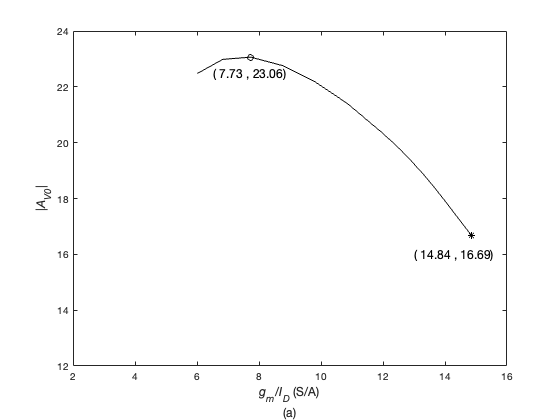 24
22
20
18
16
14
12
|A_V0|
( 7.73 , 23.06)
( 14.84 , 16.69)
2 4 6 8 10 12 14 16
g_m/I_D (S/A)
(a)